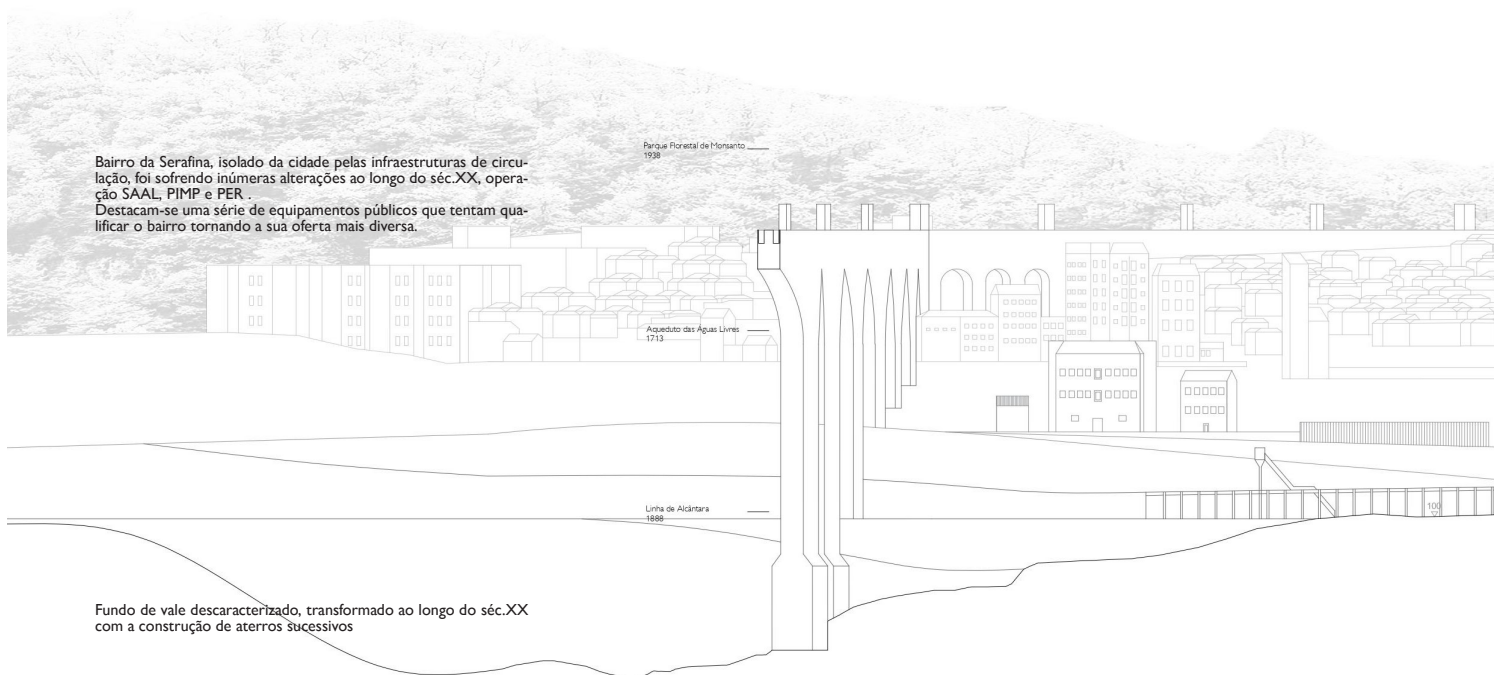 Bairro da Serafina, isolado da cidade pelas infraestruturas de circu-
lação, foi sofrendo inúmeras alterações ao longo do séc.XX, opera-
ção SAAL, PIMP e PER .
Destacam-se uma série de equipamentos públicos que tentam qua-
lificar o bairro tornando a sua oferta mais diversa.
Parque Florestal de Monsanto
1938
Aqueduto das Águas Livres
1713
Linha de Alcântara
1888
100
Fundo de vale descaracterizado, transformado ao longo do séc.XX
com a construção de aterros sucessivos